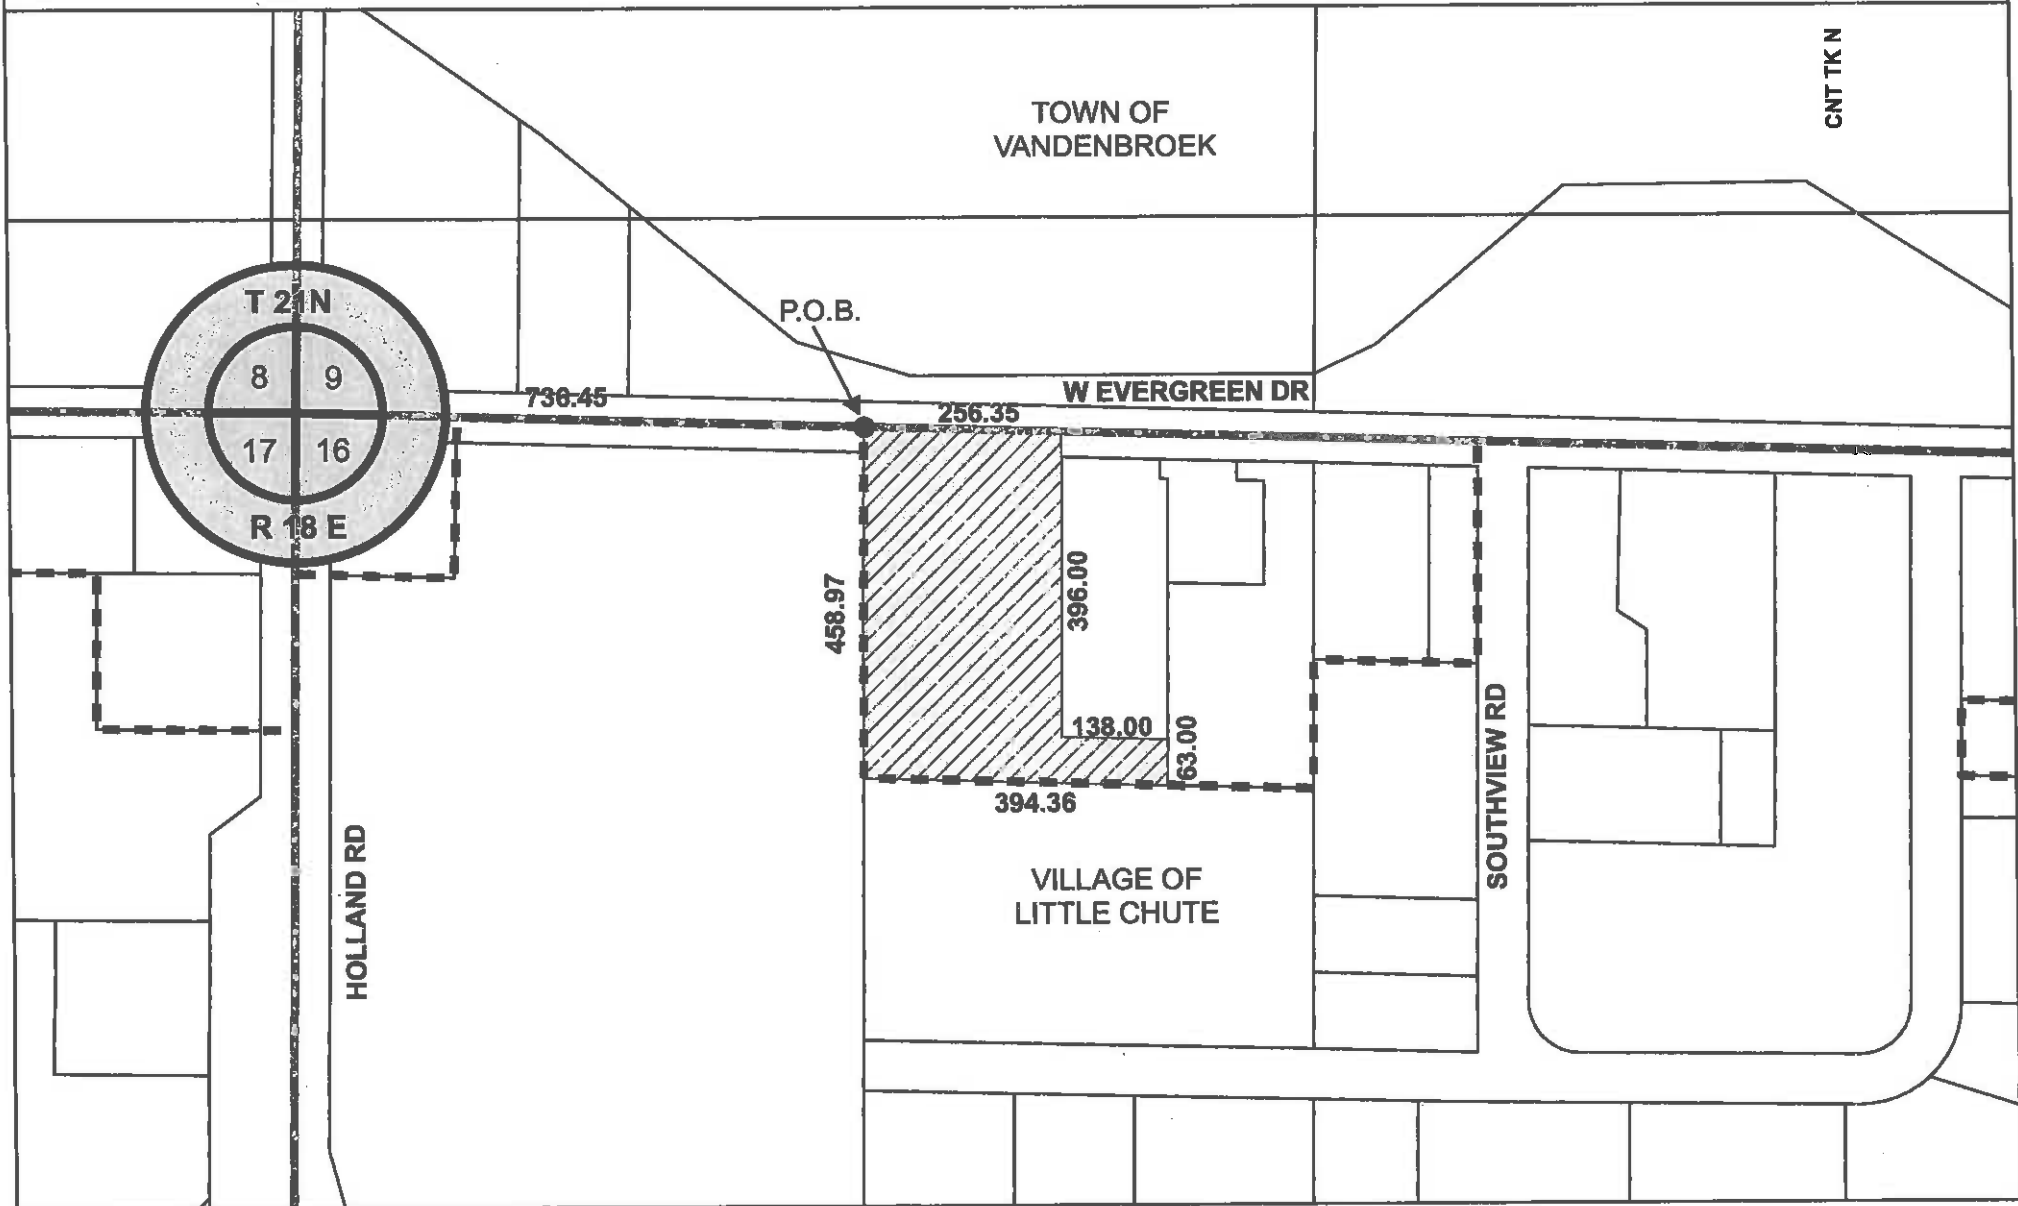 CNT TK N
TOWN OF
VANDENBROEK
T 21N
P.O.B.
8 9
736.45
W EVERGREEN DR
256.35
17 16
R 18 E
458.97
396.00
138.00
63.00
394.36
SOUTHVIEW RD
HOLLAND RD
VILLAGE OF
LITTLE CHUTE